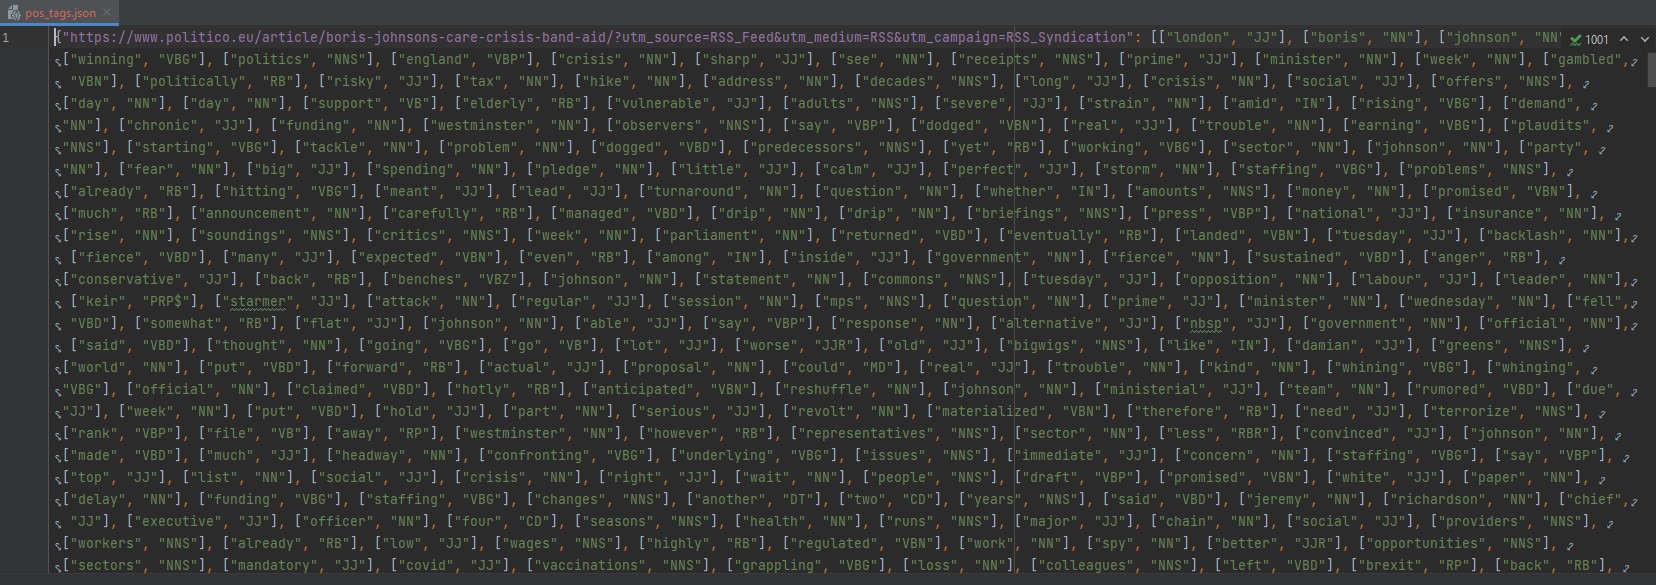 pos_tags.json
1 {"https://www.politico.eu/article/boris-johnsons-care-crisis-band-aid/?utm_source=RSS_Feed&utm_medium=RSS&utm_campaign=RSS_Syndication": [["london", "JJ"], ["boris", "NN"], ["johnson", "NN" 1001
["winning", "VBG"], ["politics", "NNS"], ["england", "VBP"], ["crisis", "NN"], ["sharp", "JJ"], ["see", "NN"], ["receipts", "NNS"], ["prime", "JJ"], ["minister", "NN"], ["week", "NN"], ["gambled",
"VBN"], ["politically", "RB"], ["risky", "JJ"], ["tax", "NN"], ["hike", "NN"], ["address", "NN"], ["decades", "NNS"], ["long", "JJ"], ["crisis", "NN"], ["social", "JJ"], ["offers", "NNS"],
["day", "NN"], ["day", "NN"], ["support", "VB"], ["elderly", "RB"], ["vulnerable", "JJ"], ["adults", "NNS"], ["severe", "JJ"], ["strain", "NN"], ["amid", "IN"], ["rising", "VBG"], ["demand",
"NN"], ["chronic", "JJ"], ["funding", "NN"], ["westminster", "NN"], ["observers", "NNS"], ["say", "VBP"], ["dodged", "VBN"], ["real", "JJ"], ["trouble", "NN"], ["earning", "VBG"], ["plaudits",
"NNS"], ["starting", "VBG"], ["tackle", "NN"], ["problem", "NN"], ["dogged", "VBD"], ["predecessors", "NNS"], ["yet", "RB"], ["working", "VBG"], ["sector", "NN"], ["johnson", "NN"], ["party",
"NN"], ["fear", "NN"], ["big", "JJ"], ["spending", "NN"], ["pledge", "NN"], ["little", "JJ"], ["calm", "JJ"], ["perfect", "JJ"], ["storm", "NN"], ["staffing", "VBG"], ["problems", "NNS"],
["already", "RB"], ["hitting", "VBG"], ["meant", "JJ"], ["lead", "JJ"], ["turnaround", "NN"], ["question", "NN"], ["whether", "IN"], ["amounts", "NNS"], ["money", "NN"], ["promised", "VBN"],
["much", "RB"], ["announcement", "NN"], ["carefully", "RB"], ["managed", "VBD"], ["drip", "NN"], ["drip", "NN"], ["briefings", "NNS"], ["press", "VBP"], ["national", "JJ"], ["insurance", "NN"],
["rise", "NN"], ["soundings", "NNS"], ["critics", "NNS"], ["week", "NN"], ["parliament", "NN"], ["returned", "VBD"], ["eventually", "RB"], ["landed", "VBN"], ["tuesday", "JJ"], ["backlash", "NN"],
["fierce", "VBD"], ["many", "JJ"], ["expected", "VBN"], ["even", "RB"], ["among", "IN"], ["inside", "JJ"], ["government", "NN"], ["fierce", "NN"], ["sustained", "VBD"], ["anger", "RB"],
["conservative", "JJ"], ["back", "RB"], ["benches", "VBZ"], ["johnson", "NN"], ["statement", "NN"], ["commons", "NNS"], ["tuesday", "JJ"], ["opposition", "NN"], ["labour", "JJ"], ["leader", "NN"],
["keir", "PRP$"], ["starmer", "JJ"], ["attack", "NN"], ["regular", "JJ"], ["session", "NN"], ["mps", "NNS"], ["question", "NN"], ["prime", "JJ"], ["minister", "NN"], ["wednesday", "NN"], ["fell",
"VBD"], ["somewhat", "RB"], ["flat", "JJ"], ["johnson", "NN"], ["able", "JJ"], ["say", "VBP"], ["response", "NN"], ["alternative", "JJ"], ["nbsp", "JJ"], ["government", "NN"], ["official", "NN"],
["said", "VBD"], ["thought", "NN"], ["going", "VBG"], ["go", "VB"], ["lot", "JJ"], ["worse", "JJR"], ["old", "JJ"], ["bigwigs", "NNS"], ["like", "IN"], ["damian", "JJ"], ["greens", "NNS"],
["world", "NN"], ["put", "VBD"], ["forward", "RB"], ["actual", "JJ"], ["proposal", "NN"], ["could", "MD"], ["real", "JJ"], ["trouble", "NN"], ["kind", "NN"], ["whining", "VBG"], ["whinging",
"VBG"], ["official", "NN"], ["claimed", "VBD"], ["hotly", "RB"], ["anticipated", "VBN"], ["reshuffle", "NN"], ["johnson", "NN"], ["ministerial", "JJ"], ["team", "NN"], ["rumored", "VBD"], ["due",
"JJ"], ["week", "NN"], ["put", "VBD"], ["hold", "JJ"], ["part", "NN"], ["serious", "JJ"], ["revolt", "NN"], ["materialized", "VBN"], ["therefore", "RB"], ["need", "JJ"], ["terrorize", "NNS"],
["rank", "VBP"], ["file", "VB"], ["away", "RP"], ["westminster", "NN"], ["however", "RB"], ["representatives", "NNS"], ["sector", "NN"], ["less", "RBR"], ["convinced", "JJ"], ["johnson", "NN"],
["made", "VBD"], ["much", "JJ"], ["headway", "NN"], ["confronting", "VBG"], ["underlying", "VBG"], ["issues", "NNS"], ["immediate", "JJ"], ["concern", "NN"], ["staffing", "VBG"], ["say", "VBP"],
["top", "JJ"], ["list", "NN"], ["social", "JJ"], ["crisis", "NN"], ["right", "JJ"], ["wait", "NN"], ["people", "NNS"], ["draft", "VBP"], ["promised", "VBN"], ["white", "JJ"], ["paper", "NN"],
["delay", "NN"], ["funding", "VBG"], ["staffing", "VBG"], ["changes", "NNS"], ["another", "DT"], ["two", "CD"], ["years", "NNS"], ["said", "VBD"], ["jeremy", "NN"], ["richardson", "NN"], ["chief",
"JJ"], ["executive", "JJ"], ["officer", "NN"], ["four", "CD"], ["seasons", "NNS"], ["health", "NN"], ["runs", "NNS"], ["major", "JJ"], ["chain", "NN"], ["social", "JJ"], ["providers", "NNS"],
["workers", "NNS"], ["already", "RB"], ["low", "JJ"], ["wages", "NNS"], ["highly", "RB"], ["regulated", "VBN"], ["work", "NN"], ["spy", "NN"], ["better", "JJR"], ["opportunities", "NNS"],
["sectors", "NNS"], ["mandatory", "JJ"], ["covid", "JJ"], ["vaccinations", "NNS"], ["grappling", "VBG"], ["loss", "NN"], ["colleagues", "NNS"], ["left", "VBD"], ["brexit", "RP"], ["back", "RB"],